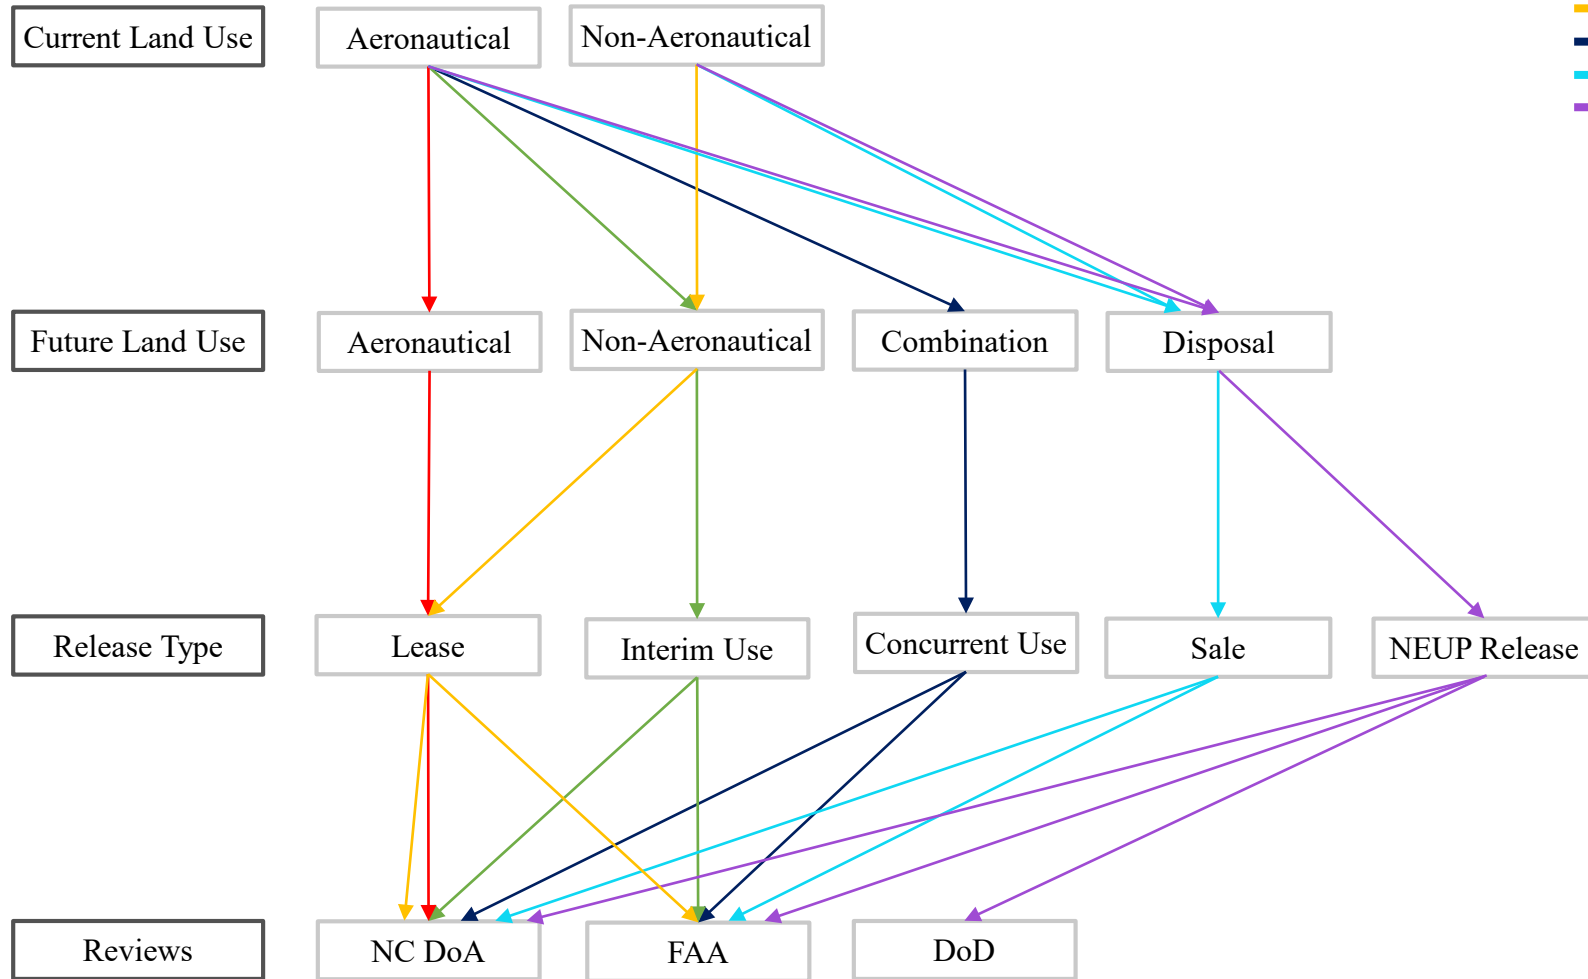 Current Land Use
Aeronautical
Non-Aeronautical
Future Land Use
Aeronautical
Non-Aeronautical
Combination
Disposal
Release Type
Lease
Interim Use
Concurrent Use
Sale
NEUP Release
Reviews
NC DoA
FAA
DoD